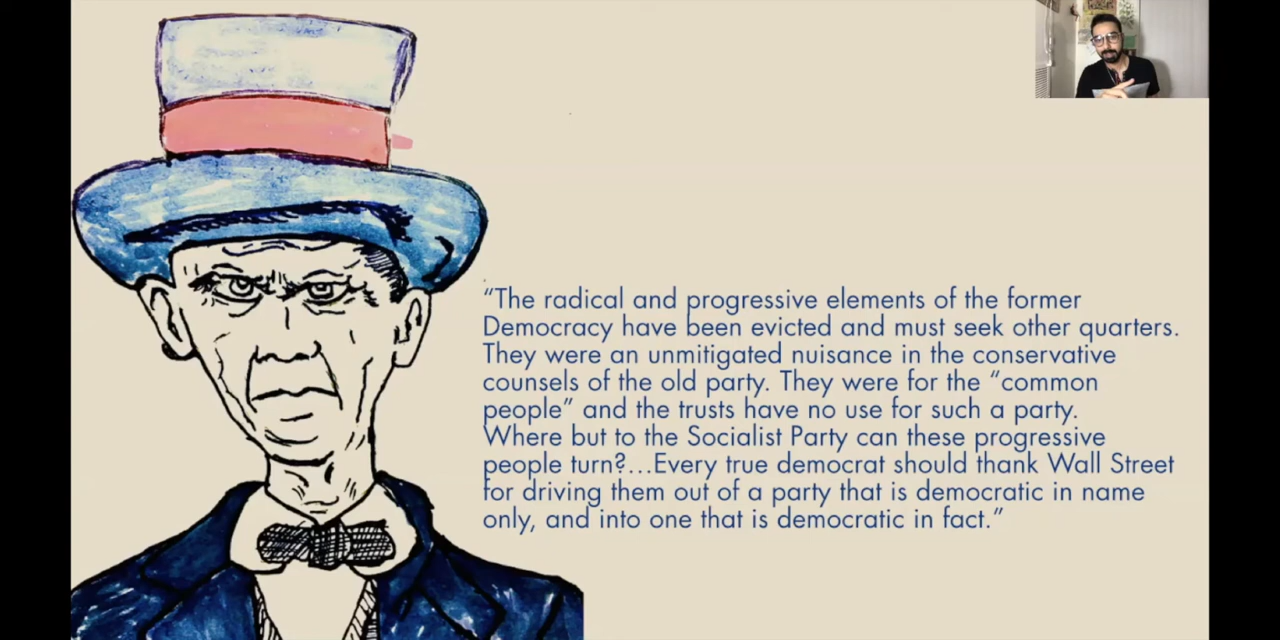 “The radical and progressive elements of the former
Democracy have been evicted and must seek other quarters.
They were an unmitigated nuisance in the conservative
counsels of the old party. They were for the “common
people” and the trusts have no use for such a party.
Where but to the Socialist Party can these progressive
people turn?...Every true democrat should thank Wall Street
for driving them out of a party that is democratic in name
only, and into one that is democratic in fact.”